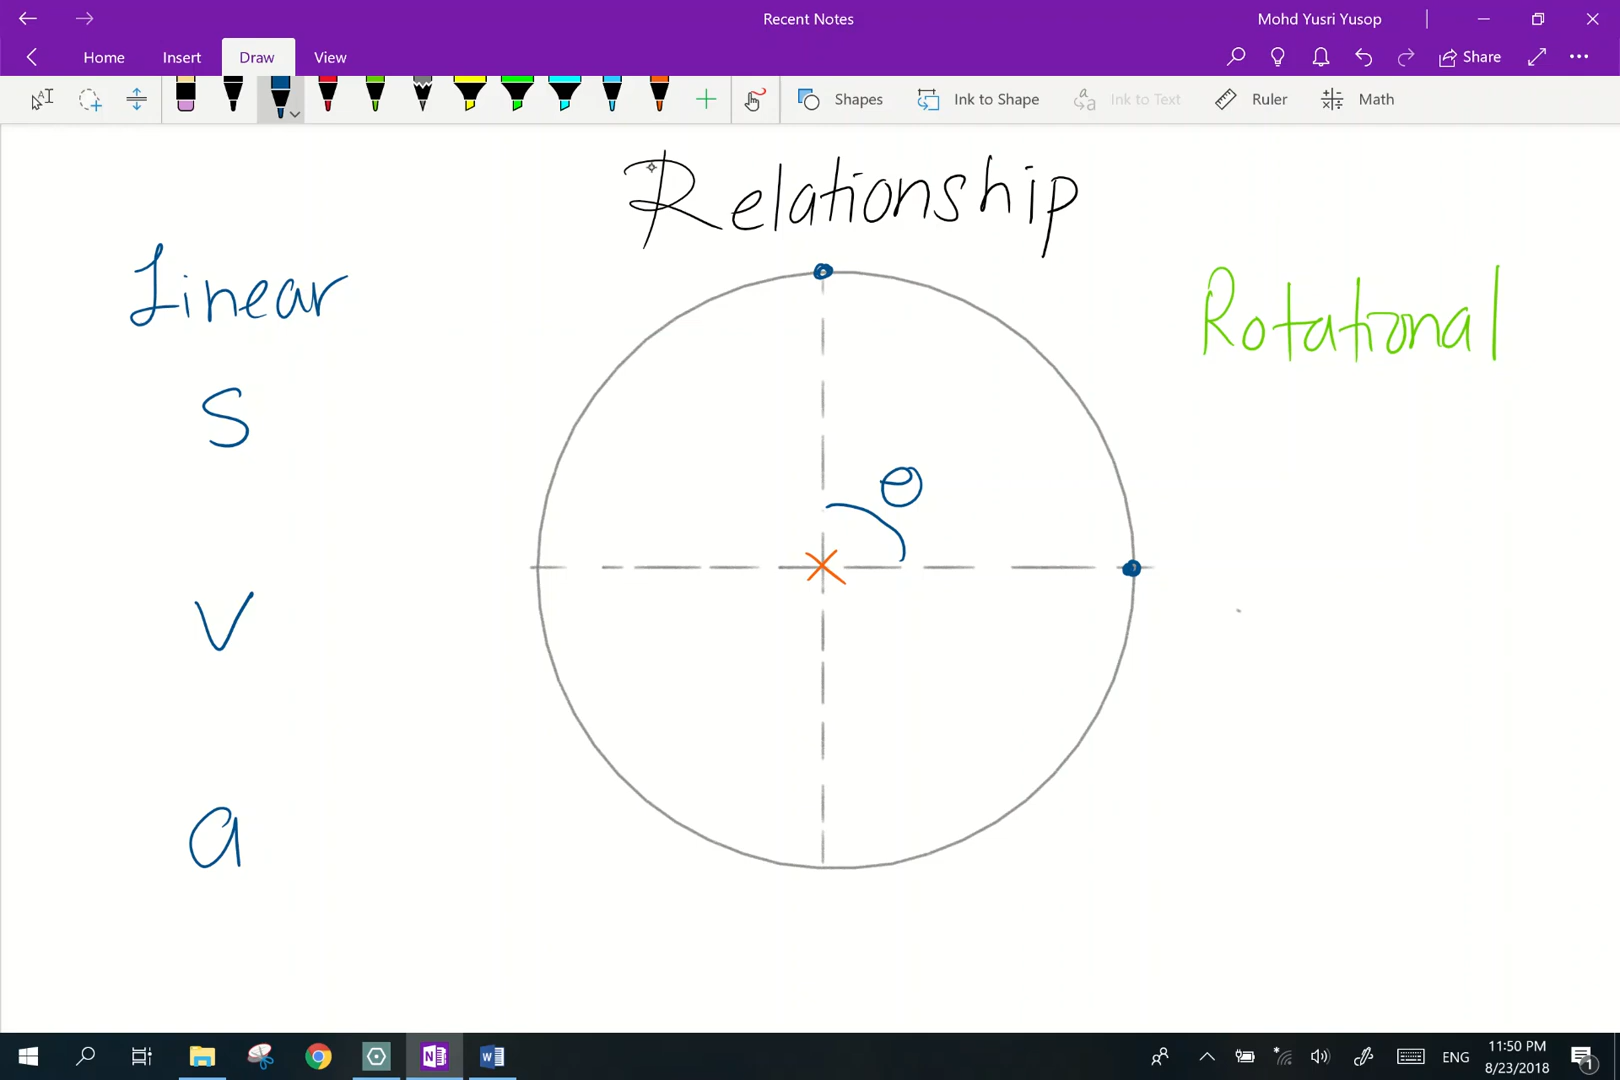 Recent Notes
Mohd Yusri Yusop
Home Insert Draw View
Share
Shapes Ink to Shape Ink to Text Ruler Math
Relationship
Linear
Rotational
S
θ
V
a
ENG
11:50 PM
8/23/2018
1